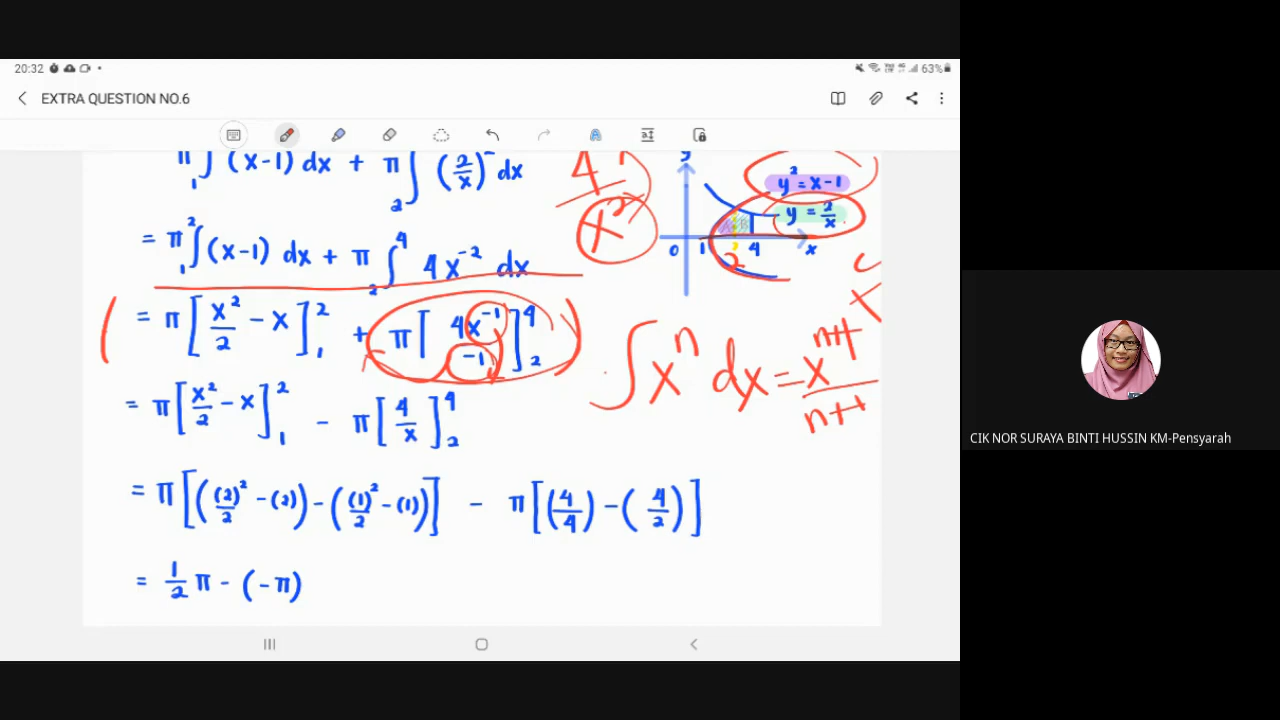 20:32
63%
EXTRA QUESTION NO.6
π ∫₁ (x-1) dx + π ∫₂ (2/x) dx
4
x²
y
y² = x-1
y = 2/x
0 1 2 4 x
= π ∫₁² (x-1) dx + π ∫₂⁴ 4x⁻² dx
= π [x²/2 - x]₁² + π [4x⁻¹/-1]₂⁴
∫ xⁿ dx = xⁿ⁺¹/n+1
= π [x²/2 - x]₁² - π [4/x]₂⁴
= π [((2)²/2 - (2)) - ((1)²/2 - (1))] - π [(4/4) - (4/2)]
= 1/2 π - (-π)
CIK NOR SURAYA BINTI HUSSIN KM-Pensyarah